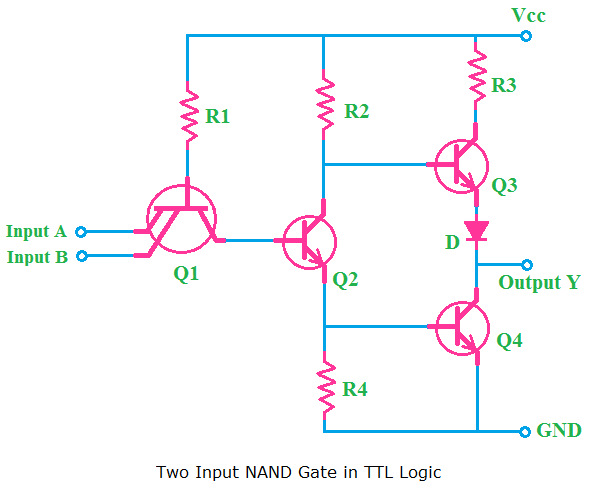 Vcc
R3
R1
R2
Q3
Input A
D
Input B
Q1
Q2
Output Y
Q4
R4
GND
Two Input NAND Gate in TTL Logic